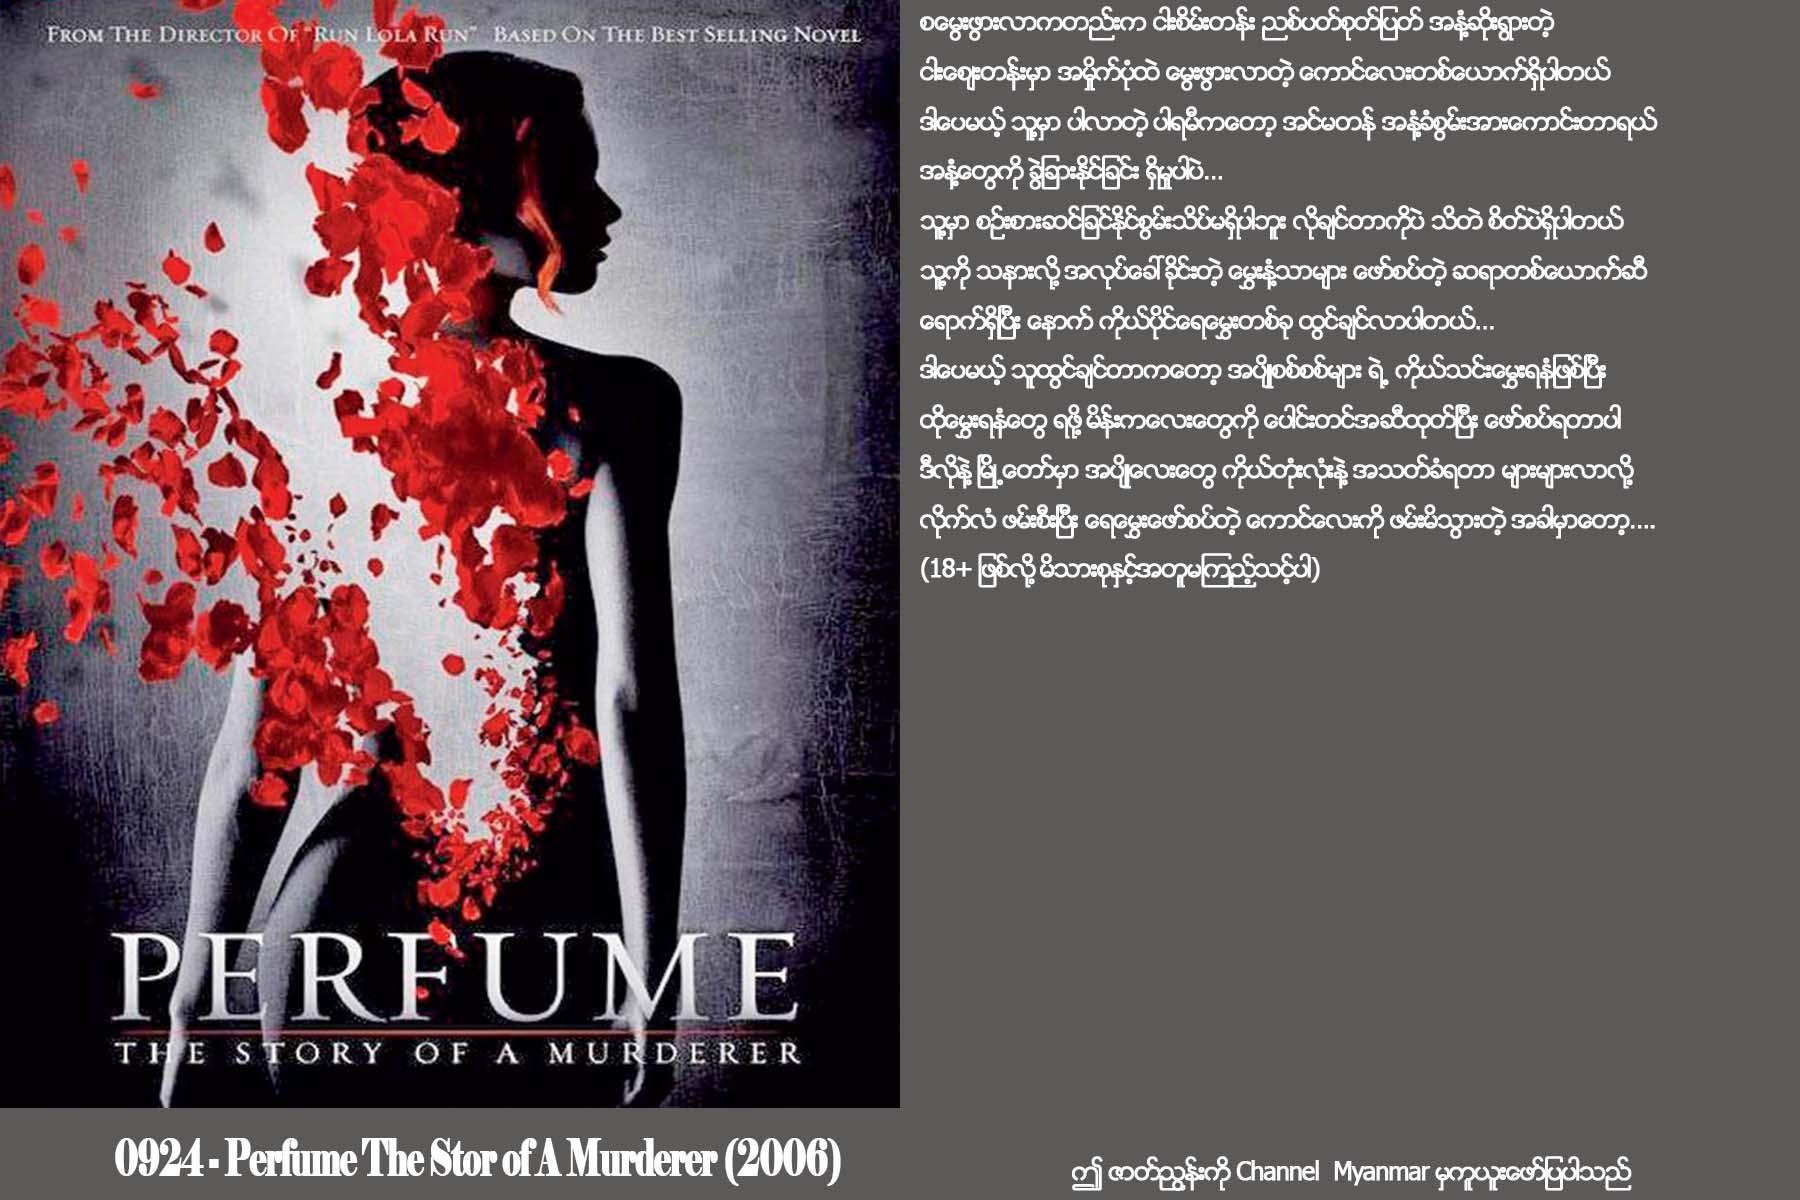 FROM THE DIRECTOR OF "RUN LOLA RUN" BASED ON THE BEST SELLING NOVEL
PERFUME
THE STORY OF A MURDERER
0924 - Perfume The Stor of A Murderer (2006)
စမွေးဖွားလာကတည်းက ငါးစိမ်းတန်း ညစ်ပတ်စုတ်ပြတ် အနံ့ဆိုးရွားတဲ့
ငါးစျေးတန်းမှာ အမှိုက်ပုံထဲ မွေးဖွားလာတဲ့ ကောင်လေးတစ်ယောက်ရှိပါတယ်
ဒါပေမယ့် သူ့မှာ ပါလာတဲ့ ပါရမီကတော့ အင်မတန် အနံ့ခံစွမ်းအားကောင်းတာရယ်
အနံ့တွေကို ခွဲခြားနိုင်ခြင်း ရှိမှုပါပဲ...
သူ့မှာ စဉ်းစားဆင်ခြင်နိုင်စွမ်းသိပ်မရှိပါဘူး လိုချင်တာကိုပဲ သိတဲ့ စိတ်ပဲရှိပါတယ်
သူ့ကို သနားလို့ အလုပ်ခေါ်ခိုင်းတဲ့ မွှေးနံ့သာများ ဖော်စပ်တဲ့ ဆရာတစ်ယောက်ဆီ
ရောက်ရှိပြီး နောက် ကိုယ်ပိုင်ရေမွှေးတစ်ခု ထွင်ချင်လာပါတယ်...
ဒါပေမယ့် သူထွင်ချင်တာကတော့ အပျိုစစ်စစ်များ ရဲ့ ကိုယ်သင်းမွှေးရနံ့ဖြစ်ပြီး
ထိုမွှေးရနံ့တွေ ရဖို့ မိန်းကလေးတွေကို ပေါင်းတင်အဆီထုတ်ပြီး ဖော်စပ်ရတာပါ
ဒီလိုနဲ့ မြို့တော်မှာ အပျိုလေးတွေ ကိုယ်တုံးလုံးနဲ့ အသတ်ခံရတာ များများလာလို့
လိုက်လံ ဖမ်းစီးပြီး ရေမွှေးဖော်စပ်တဲ့ ကောင်လေးကို ဖမ်းမိသွားတဲ့ အခါမှာတော့....
(18+ ဖြစ်လို့ မိသားစုနှင့်အတူမကြည့်သင့်ပါ)
ဤ ဇာတ်ညွှန်းကို Channel Myanmar မှကူယူးဖော်ပြပါသည်